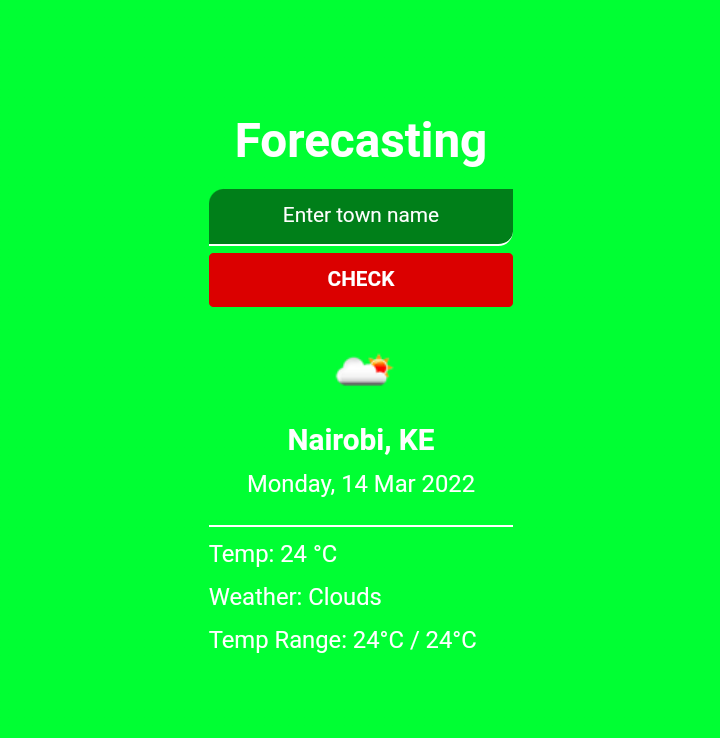 Forecasting
Enter town name
CHECK
Nairobi, KE
Monday, 14 Mar 2022
Temp: 24 °C
Weather: Clouds
Temp Range: 24°C / 24°C